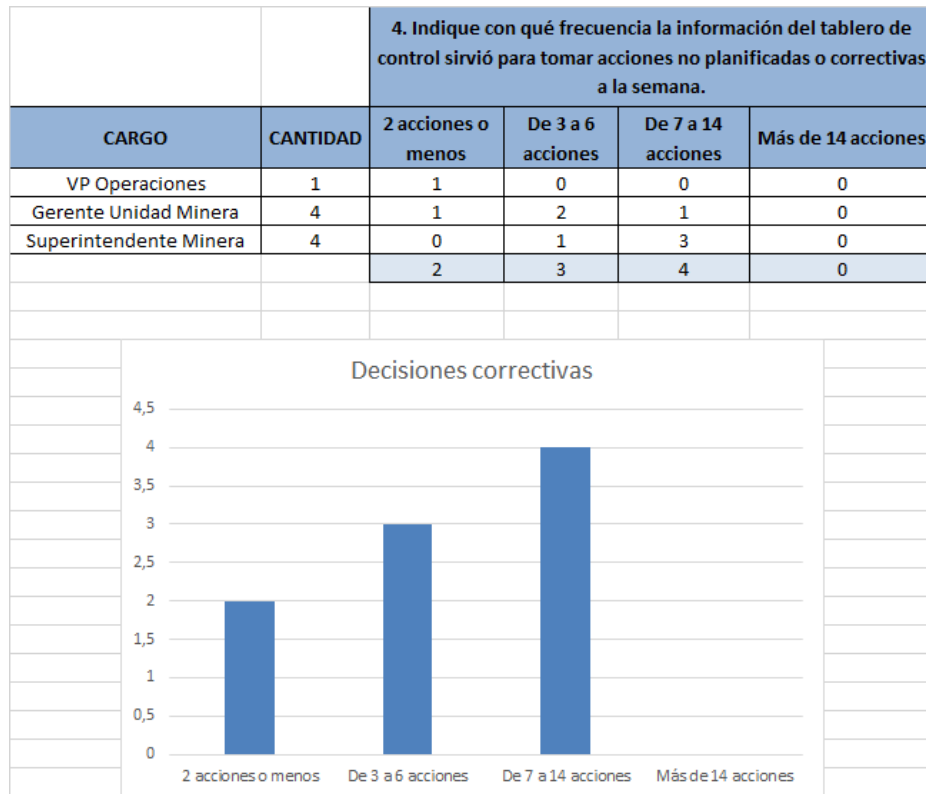 4. Indique con qué frecuencia la información del tablero de
control sirvió para tomar acciones no planificadas o correctivas
a la semana.
CARGO CANTIDAD 2 acciones o menos De 3 a 6 acciones De 7 a 14 acciones Más de 14 acciones
VP Operaciones 1 1 0 0 0
Gerente Unidad Minera 4 1 2 1 0
Superintendente Minera 4 0 1 3 0
2 3 4 0
Decisiones correctivas
4,5
4
3,5
3
2,5
2
1,5
1
0,5
0
2 acciones o menos De 3 a 6 acciones De 7 a 14 acciones Más de 14 acciones